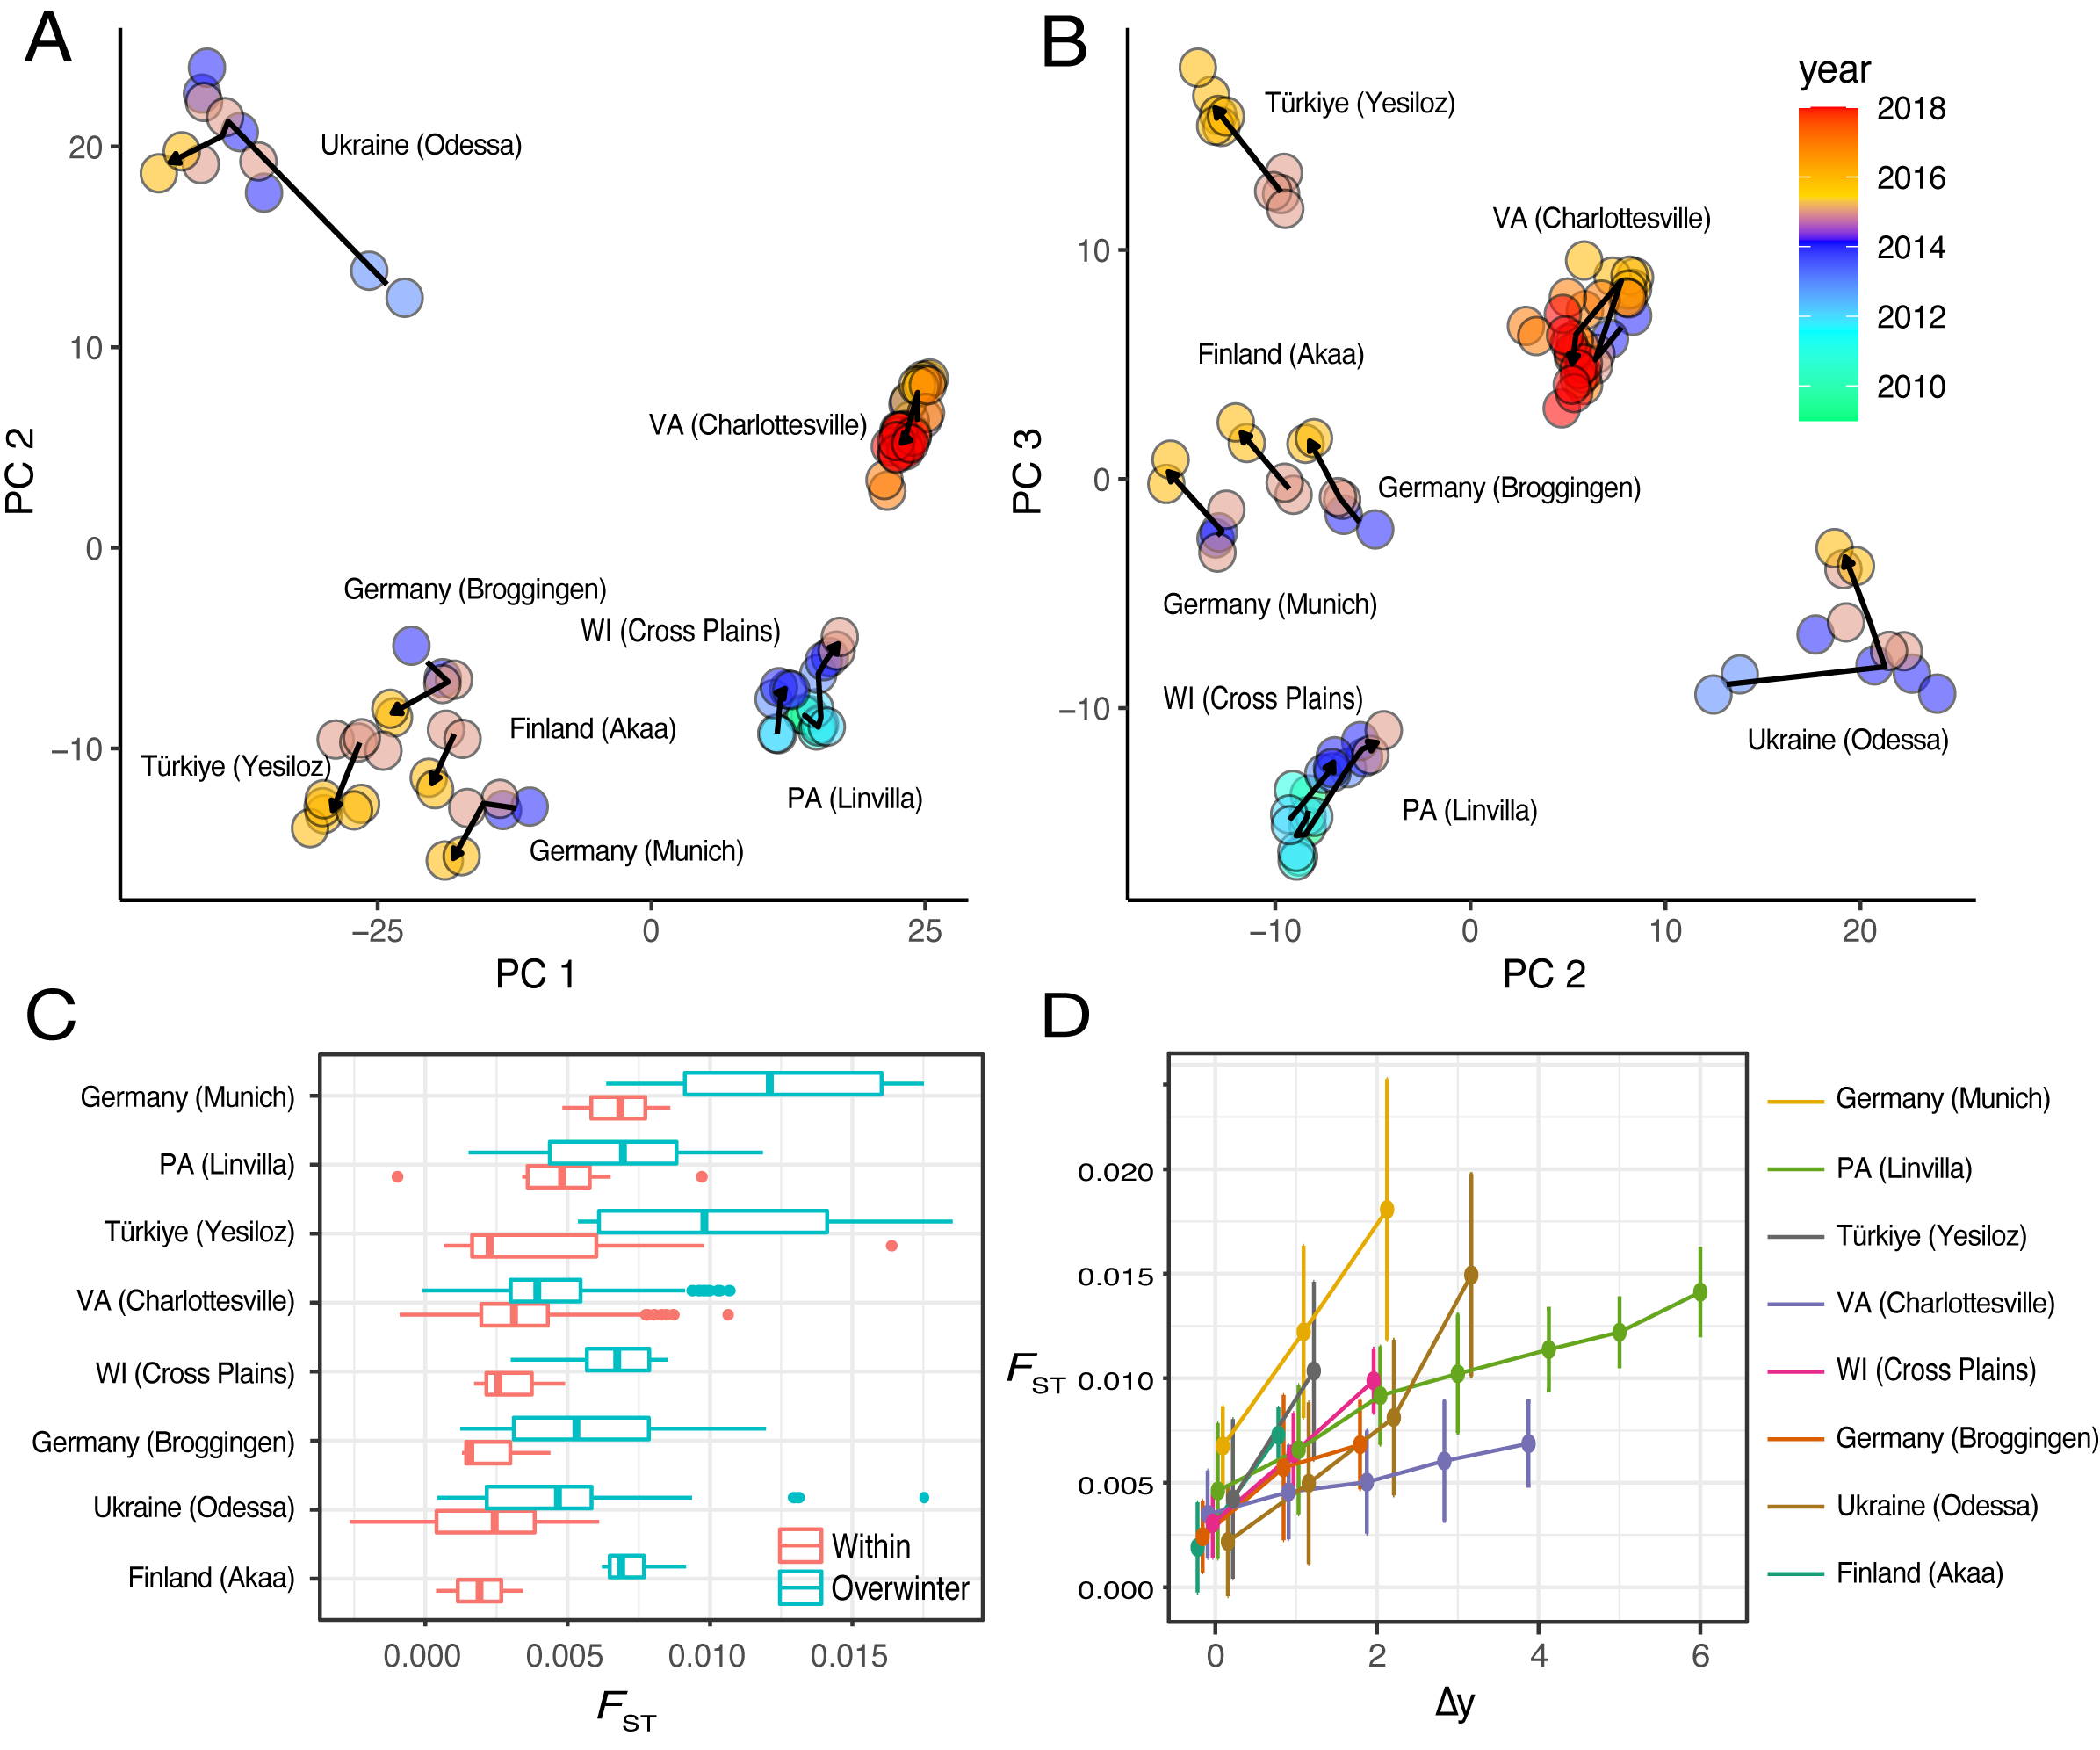 A
20
10
0
−10
PC 2
−25
0
25
PC 1
Ukraine (Odessa)
VA (Charlottesville)
Germany (Broggingen)
WI (Cross Plains)
Finland (Akaa)
Türkiye (Yesiloz)
PA (Linvilla)
Germany (Munich)
B
10
0
−10
PC 3
−10
0
10
20
PC 2
Türkiye (Yesiloz)
VA (Charlottesville)
Finland (Akaa)
Germany (Broggingen)
Germany (Munich)
WI (Cross Plains)
Ukraine (Odessa)
PA (Linvilla)
year
2018
2016
2014
2012
2010
C
Germany (Munich)
PA (Linvilla)
Türkiye (Yesiloz)
VA (Charlottesville)
WI (Cross Plains)
Germany (Broggingen)
Ukraine (Odessa)
Finland (Akaa)
Within
Overwinter
0.000
0.005
0.010
0.015
FST
D
0.020
0.015
0.010
0.005
0.000
FST
0
2
4
6
Δy
Germany (Munich)
PA (Linvilla)
Türkiye (Yesiloz)
VA (Charlottesville)
WI (Cross Plains)
Germany (Broggingen)
Ukraine (Odessa)
Finland (Akaa)